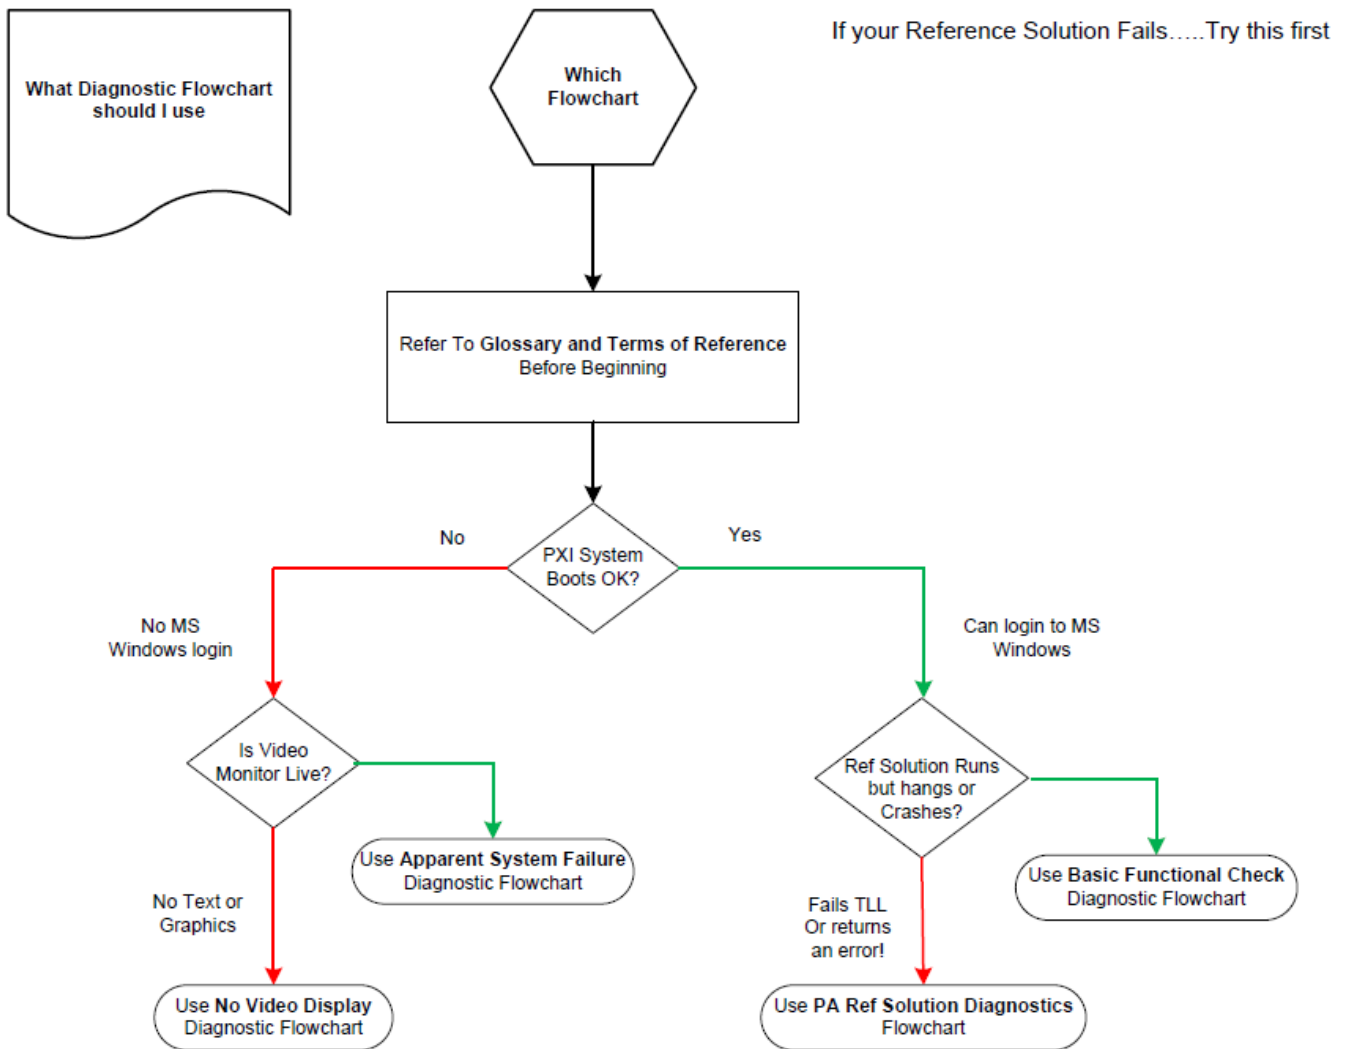 If your Reference Solution Fails.....Try this first
What Diagnostic Flowchart
should I use
Which
Flowchart
Refer To Glossary and Terms of Reference
Before Beginning
No
Yes
PXI System
Boots OK?
No MS
Windows login
Can login to MS
Windows
Is Video
Monitor Live?
Ref Solution Runs
but hangs or
Crashes?
Use Apparent System Failure
Diagnostic Flowchart
Use Basic Functional Check
Diagnostic Flowchart
No Text or
Graphics
Fails TLL
Or returns
an error!
Use No Video Display
Diagnostic Flowchart
Use PA Ref Solution Diagnostics
Flowchart